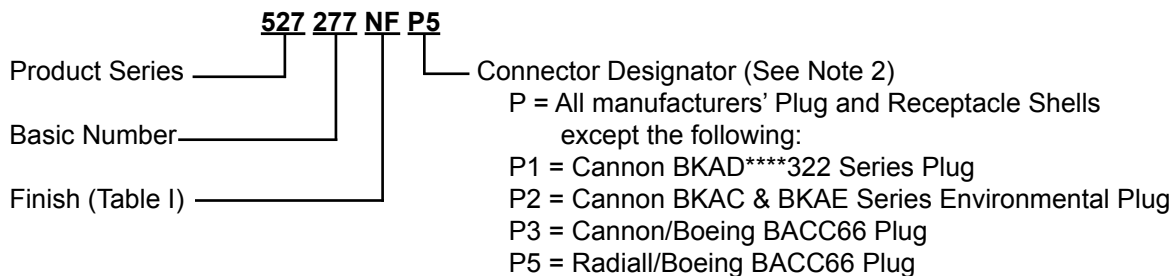 527 277 NF P5
Product Series
Connector Designator (See Note 2)
P = All manufacturers' Plug and Receptacle Shells
except the following:
Basic Number
P1 = Cannon BKAD****322 Series Plug
Finish (Table I)
P2 = Cannon BKAC & BKAE Series Environmental Plug
P3 = Cannon/Boeing BACC66 Plug
P5 = Radiall/Boeing BACC66 Plug